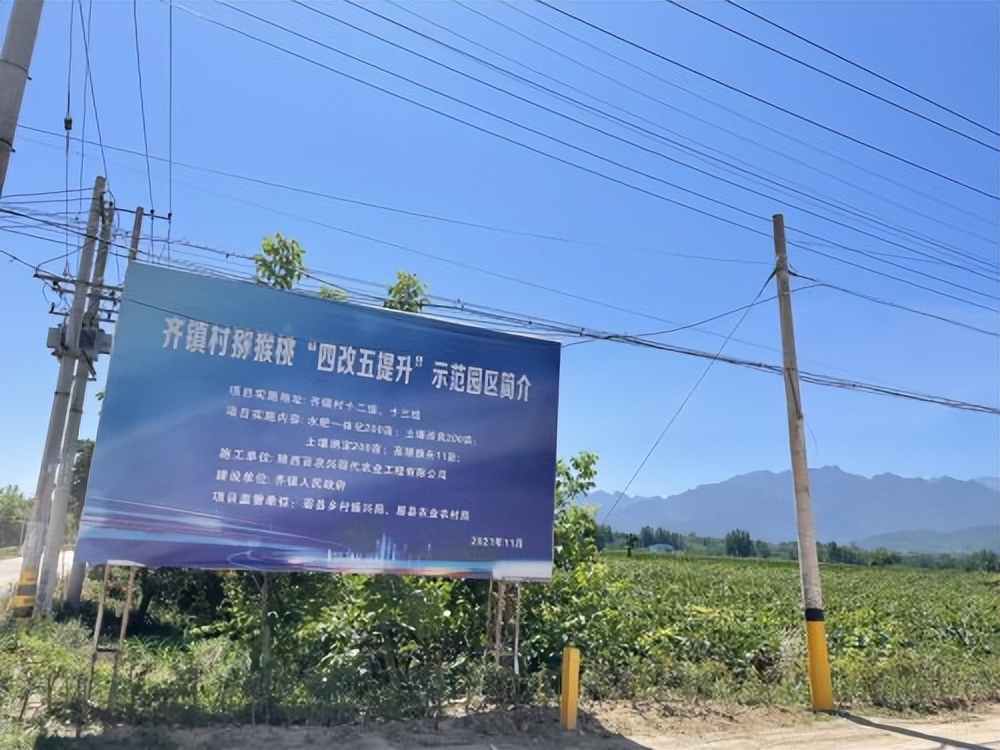 齐镇村猕猴桃“四改五提升”示范园区简介
项目实施地址：齐镇村十二组、十三组
项目实施内容：水肥一体化200亩；土壤改良200亩；
土壤测定200亩；高接换头11亩；
施工单位：陕西百农兴现代农业工程有限公司
建设单位：齐镇人民政府
项目监管单位：眉县乡村振兴局、眉县农业农村局
2021年11月